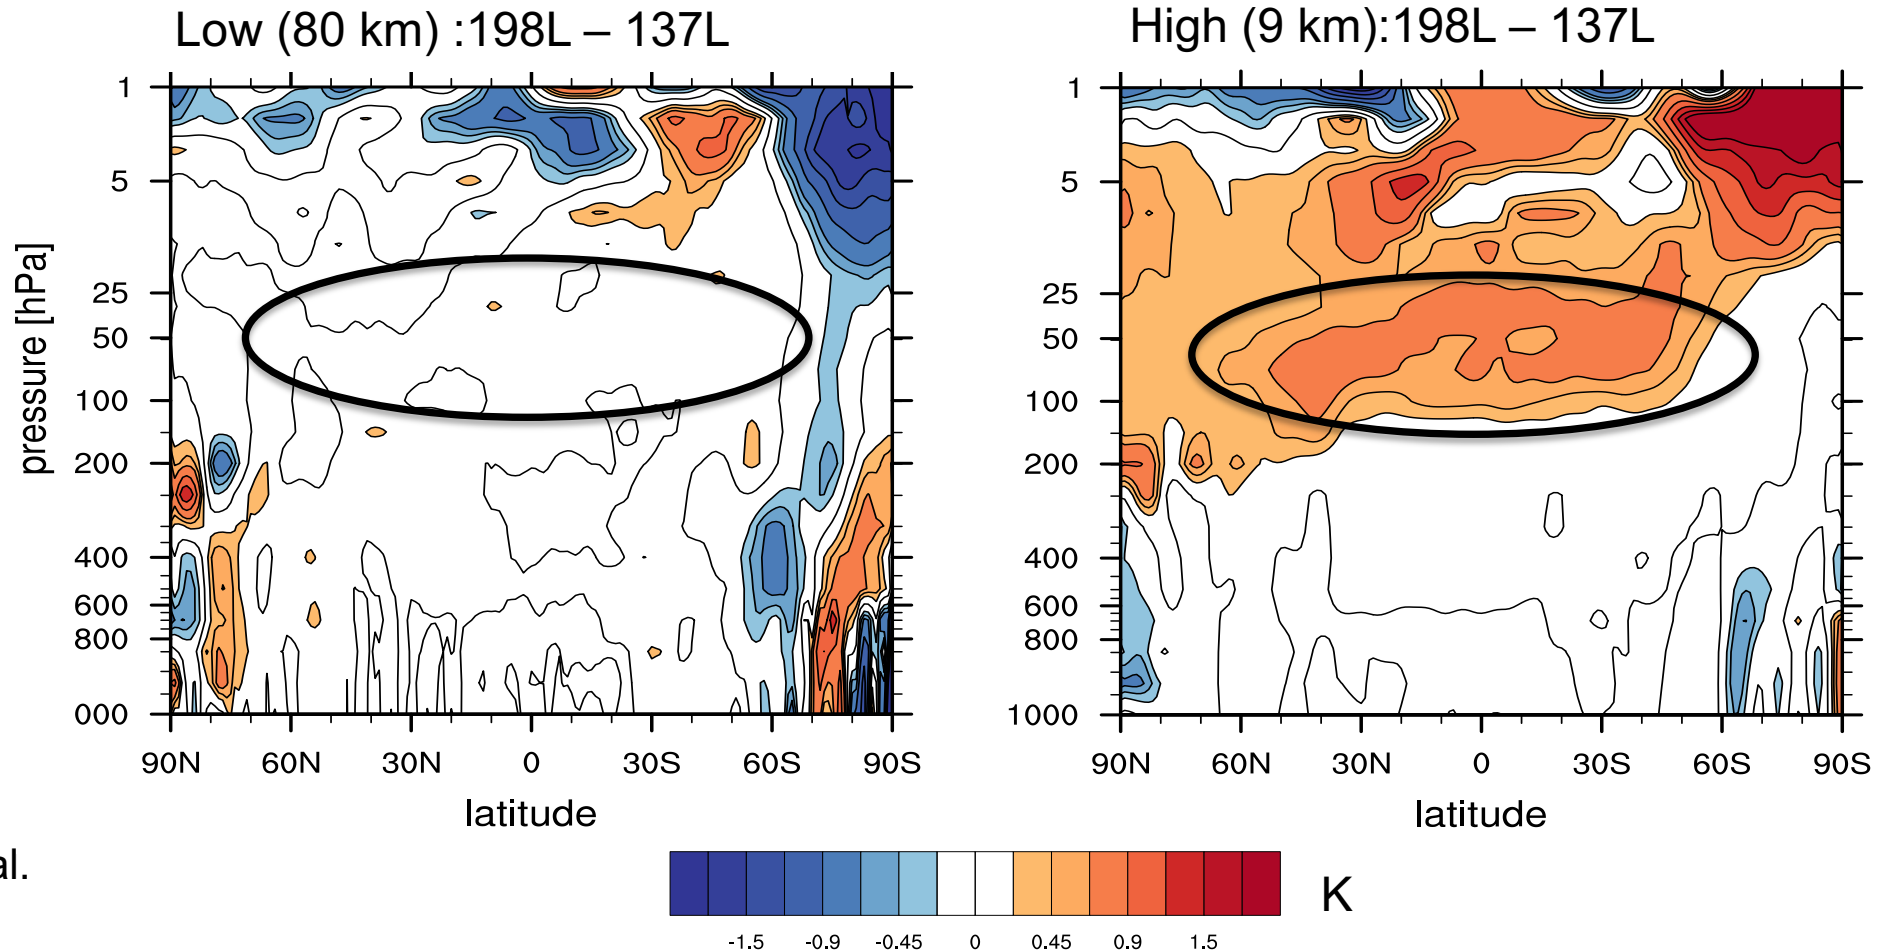 Low (80 km) :198L – 137L
High (9 km):198L – 137L
pressure [hPa]
1
5
25
50
100
200
400
600
800
000
90N 60N 30N 0 30S 60S 90S
latitude
1
5
25
50
100
200
400
600
800
1000
90N 60N 30N 0 30S 60S 90S
latitude
al.
K
-1.5 -0.9 -0.45 0 0.45 0.9 1.5